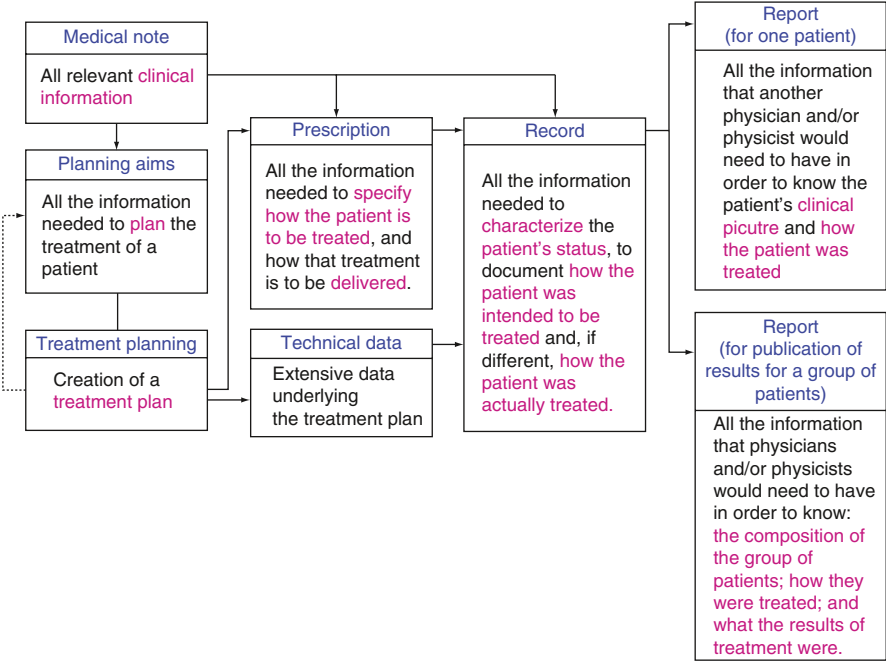 Medical note
All relevant clinical
information
Planning aims
All the information
needed to plan the
treatment of a
patient
Treatment planning
Creation of a
treatment plan
Prescription
All the information
needed to specify
how the patient is
to be treated, and
how that treatment
is to be delivered.
Technical data
Extensive data
underlying
the treatment plan
Record
All the information
needed to
characterize the
patient's status, to
document how the
patient was
intended to be
treated and, if
different, how the
patient was
actually treated.
Report
(for one patient)
All the information
that another
physician and/or
physicist would
need to have in
order to know the
patient's clinical
picutre and how
the patient was
treated
Report
(for publication of
results for a group of
patients)
All the information
that physicians
and/or physicists
would need to have
in order to know:
the composition of
the group of
patients; how they
were treated; and
what the results of
treatment were.